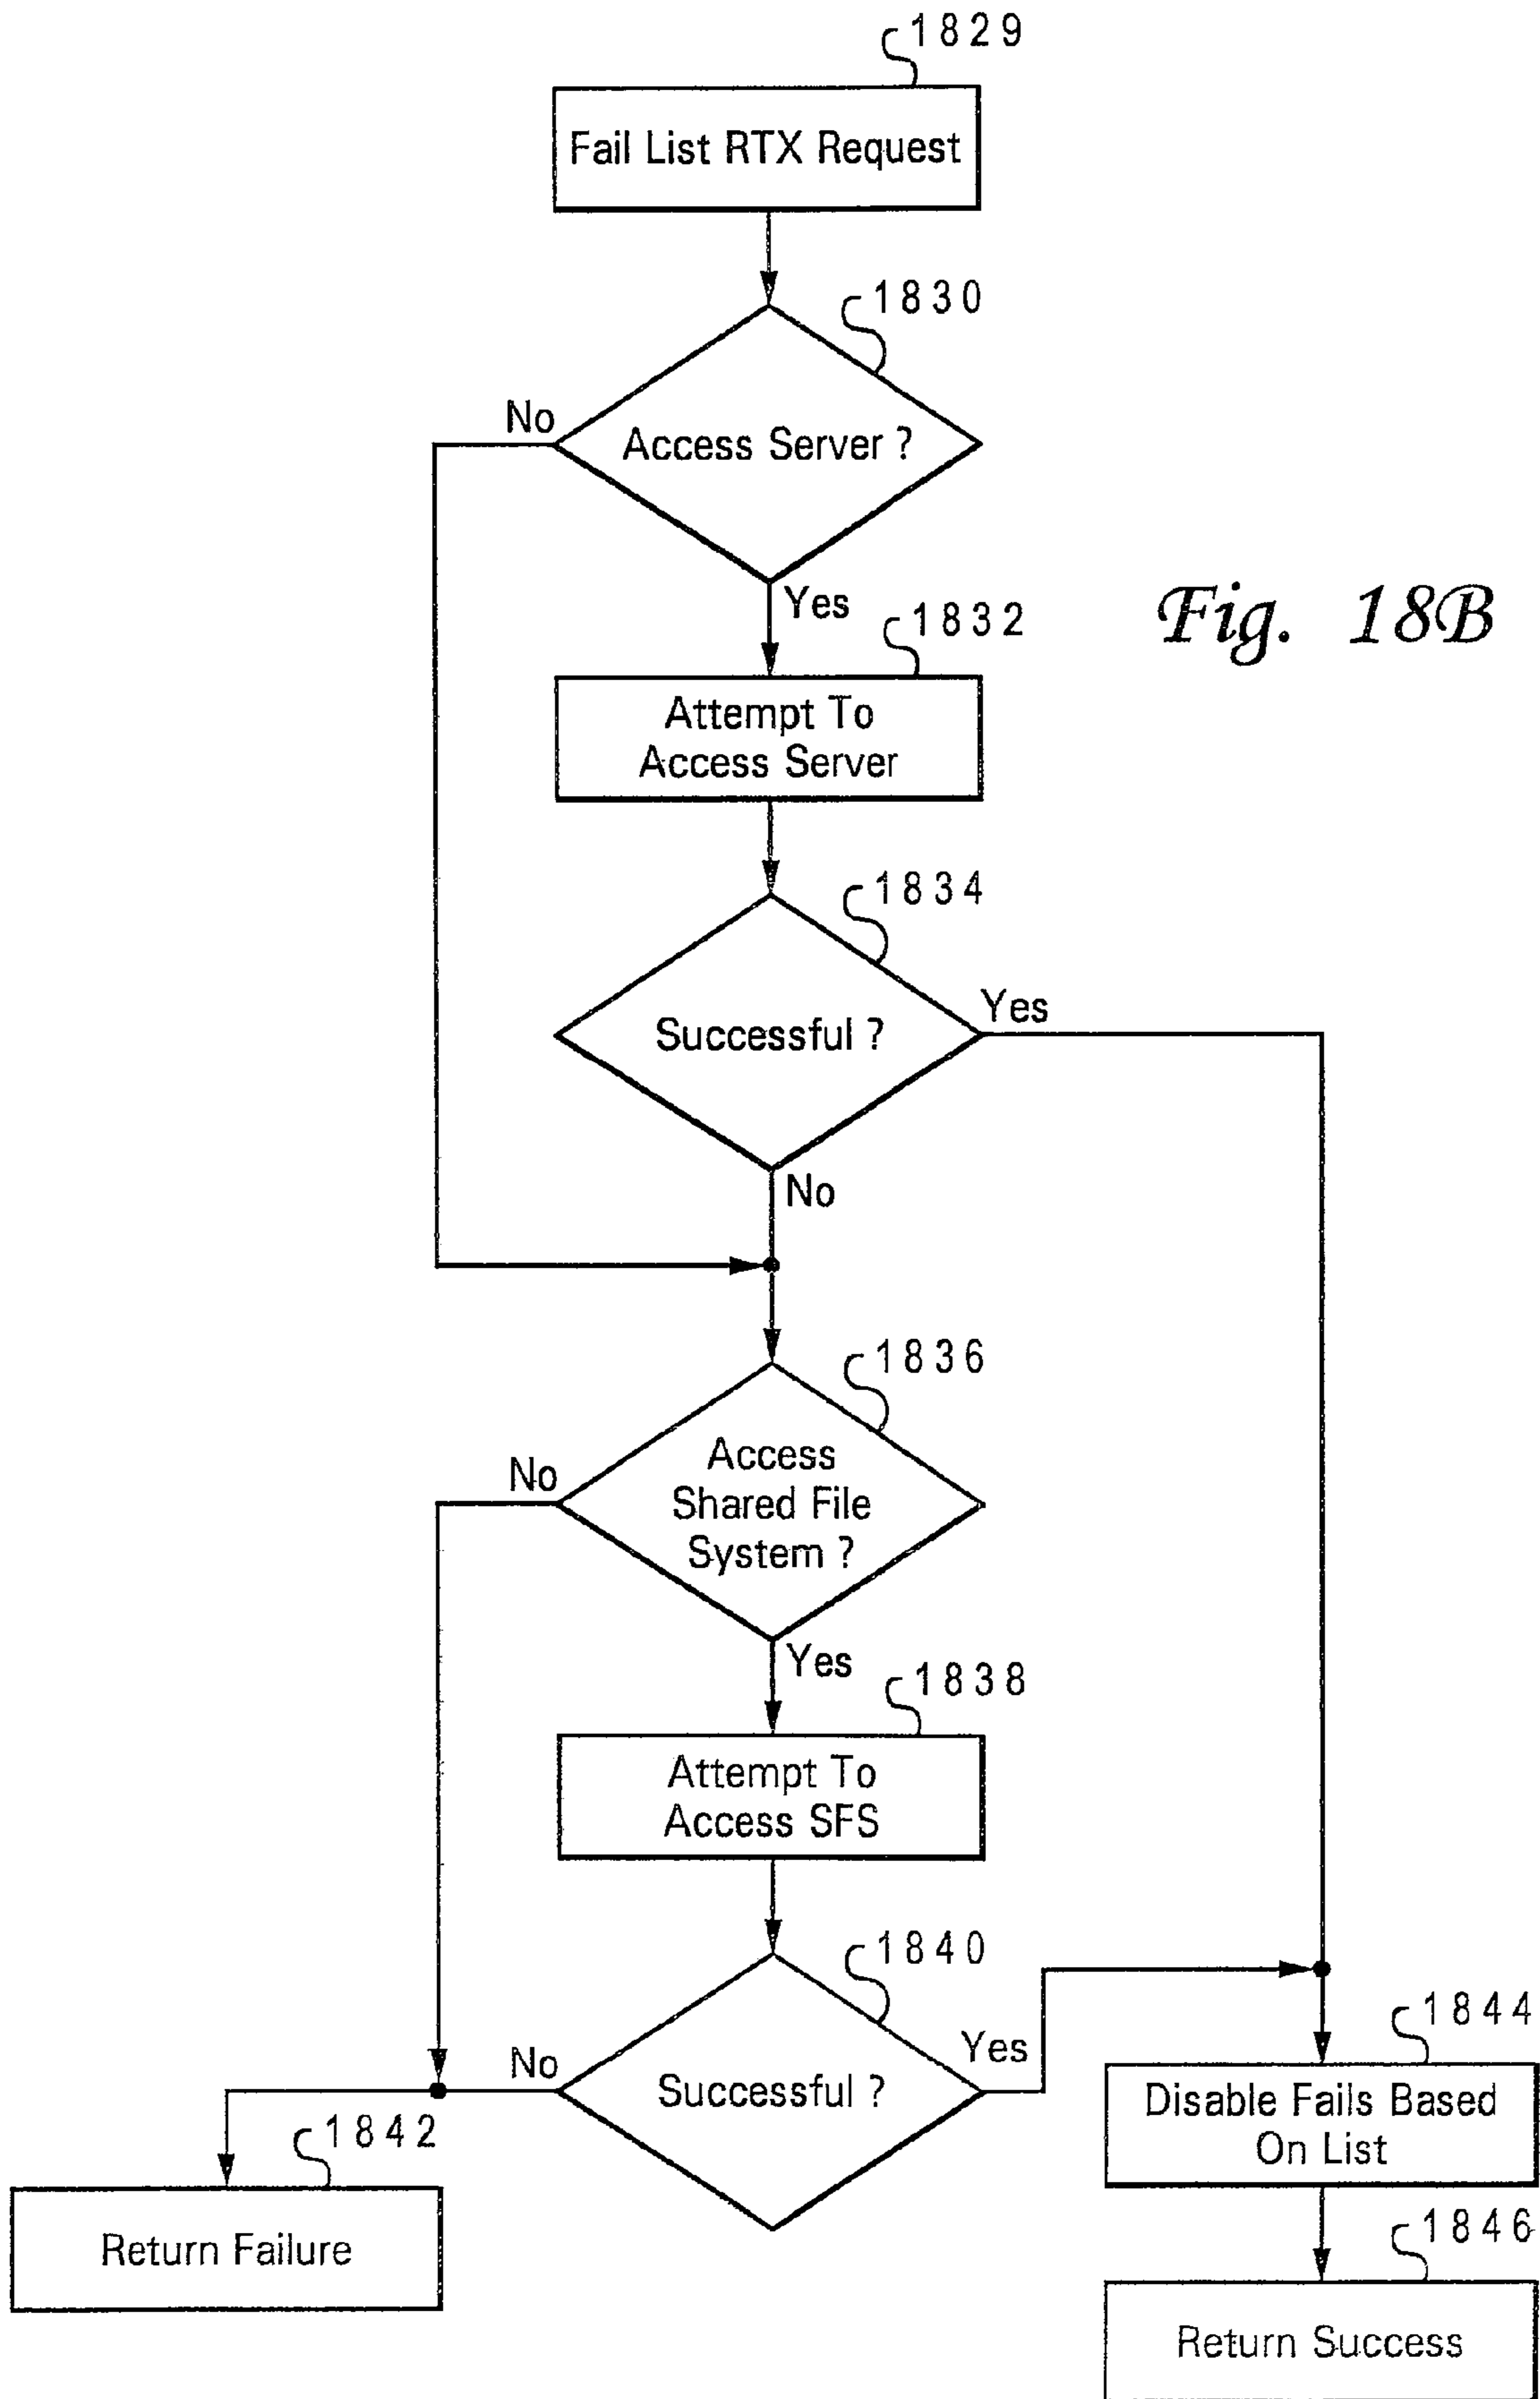 1829
Fail List RTX Request
1830
No
Access Server ?
Yes
Fig. 18B
1832
Attempt To
Access Server
1834
Yes
Successful ?
No
1836
No
Access
Shared File
System ?
Yes
1838
Attempt To
Access SFS
1840
1844
No
Yes
Successful ?
Disable Fails Based
On List
1842
1846
Return Failure
Return Success